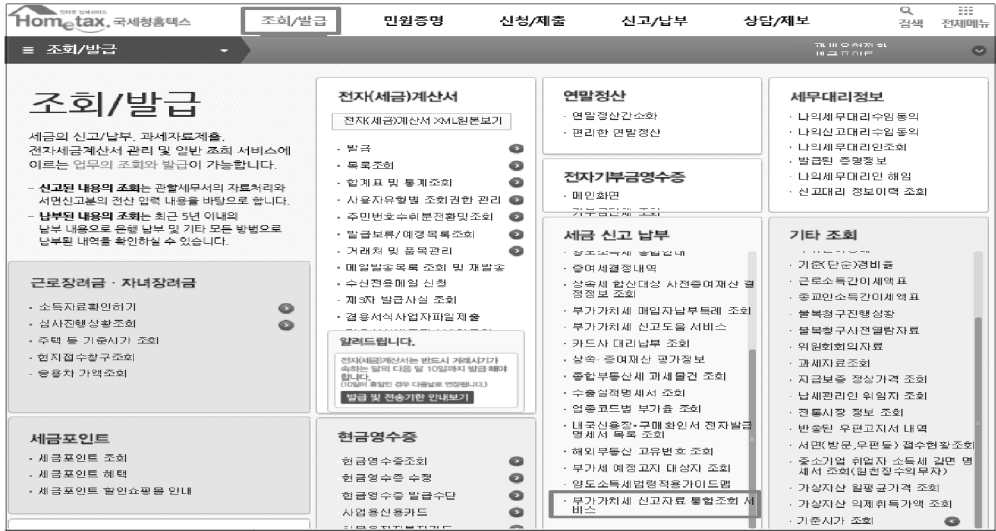 Hometax. 국세청홈택스
조회/발급
민원증명
신청/제출
신고/납부
상담/제보
검색
전체메뉴
≡ 조회/발급
조회/발급
세금의 신고/납부, 과세자료제출,
전자세금계산서 관리 및 일반 조회 서비스에
이르는 업무의 조회와 발급이 가능합니다.
- 신고된 내용의 조회는 관할세무서의 자료처리와
서면신고분의 전산 입력 내용을 바탕으로 합니다.
- 납부된 내용의 조회는 최근 5년 이내의
납부 내용으로 은행 납부 및 기타 모든 방법으로
납부된 내역을 확인하실 수 있습니다.
근로장려금 · 자녀장려금
· 소득자료확인하기
· 심사진행상황조회
· 주택 등 기준시가 조회
· 현지접수창구조회
· 승용차 가액조회
세금포인트
· 세금포인트 조회
· 세금포인트 혜택
· 세금포인트 할인쇼핑몰 안내
전자(세금)계산서
전자(세금)계산서 XML원본보기
· 발급
· 목록조회
· 합계표 및 통계조회
· 사용자유형별 조회권한 관리
· 주민번호수취분전환및조회
· 발급보류/예정목록조회
· 거래처 및 품목관리
· 메일발송목록 조회 및 재발송
· 수신전용메일 신청
· 제3자 발급사실 조회
· 겸용서식사업자파일제출
알려드립니다.
전자(세금)계산서는 반드시 거래시기가
속하는 달의 다음 달 10일까지 발급 해야
합니다.
(10일이 휴일인 경우 다음날로 연장됩니다.)
발급 및 전송기한 안내보기
현금영수증
현금영수증조회
현금영수증 수정
현금영수증 발급수단
사업용신용카드
연말정산
· 연말정산간소화
· 편리한 연말정산
전자기부금영수증
· 메인화면
세금 신고 납부
· 증여세결정내역
· 상속세 합산대상 사전증여재산 결
정정보 조회
· 부가가치세 매입자납부특례 조회
· 부가가치세 신고도움 서비스
· 카드사 대리납부 조회
· 상속·증여재산 평가정보
· 종합부동산세 과세물건 조회
· 수출실적명세서 조회
· 업종코드별 부가율 조회
· 내국신용장·구매확인서 전자발급
명세서 목록 조회
· 해외부동산 고유번호 조회
· 부가세 예정고지 대상자 조회
· 양도소득세법령적용가이드맵
· 부가가치세 신고자료 통합조회 서
비스
세무대리정보
· 나의세무대리수임동의
· 나의신고대리수임동의
· 나의세무대리인조회
· 발급된 증명정보
· 나의세무대리인 해임
· 신고대리 정보이력 조회
기타 조회
· 기준(단순)경비율
· 근로소득간이세액표
· 종교인소득간이세액표
· 불복청구진행상황
· 불복청구사전열람자료
· 위원회회의자료
· 과세자료조회
· 지급보증 정상가격 조회
· 납세관리인 위임자 조회
· 전통시장 정보 조회
· 반송된 우편고지서 내역
· 서면(방문,우편등) 접수현황조회
· 중소기업 취업자 소득세 감면 명
세서 조회(원천징수의무자)
· 가상자산 일평균가격 조회
· 가상자산 의제취득가액 조회
· 기준시가 조회